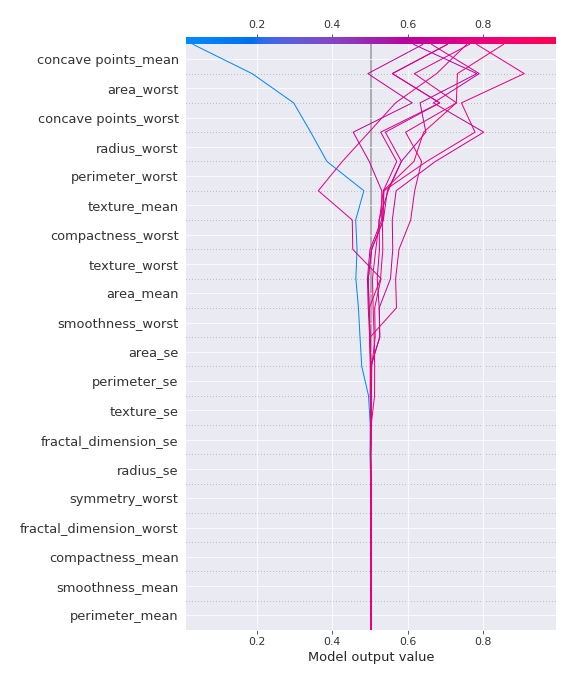 0.2 0.4 0.6 0.8
concave points_mean
area_worst
concave points_worst
radius_worst
perimeter_worst
texture_mean
compactness_worst
texture_worst
area_mean
smoothness_worst
area_se
perimeter_se
texture_se
fractal_dimension_se
radius_se
symmetry_worst
fractal_dimension_worst
compactness_mean
smoothness_mean
perimeter_mean
0.2 0.4 0.6 0.8
Model output value